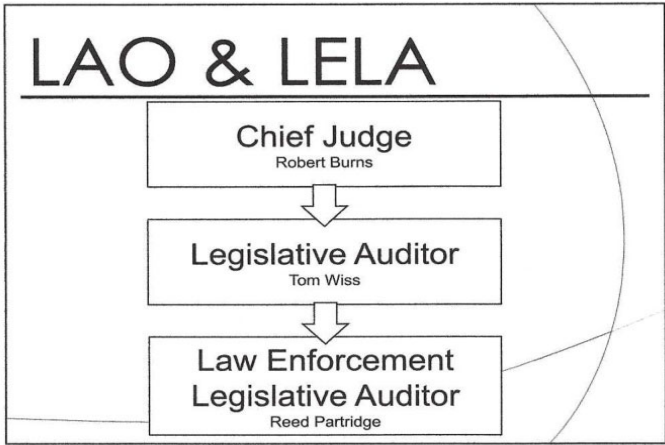 LAO & LELA
Chief Judge
Robert Burns
Legislative Auditor
Tom Wiss
Law Enforcement
Legislative Auditor
Reed Partridge